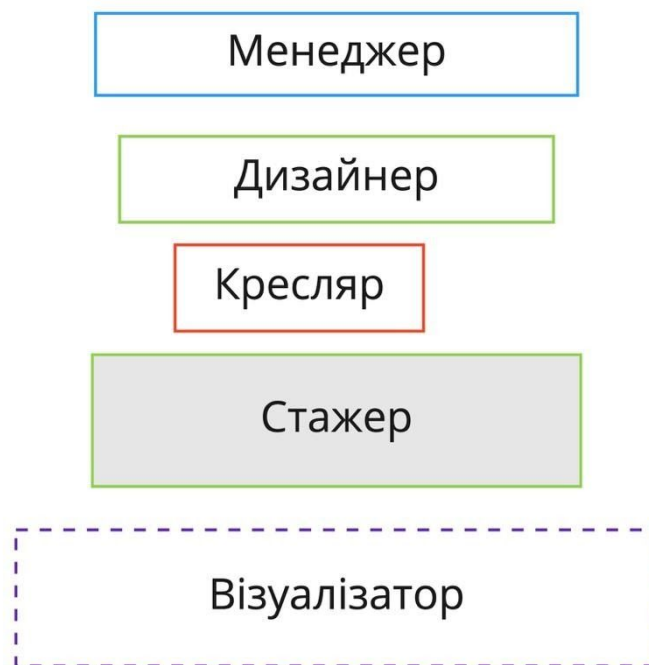 Менеджер
Дизайнер
Кресляр
Стажер
Візуалізатор